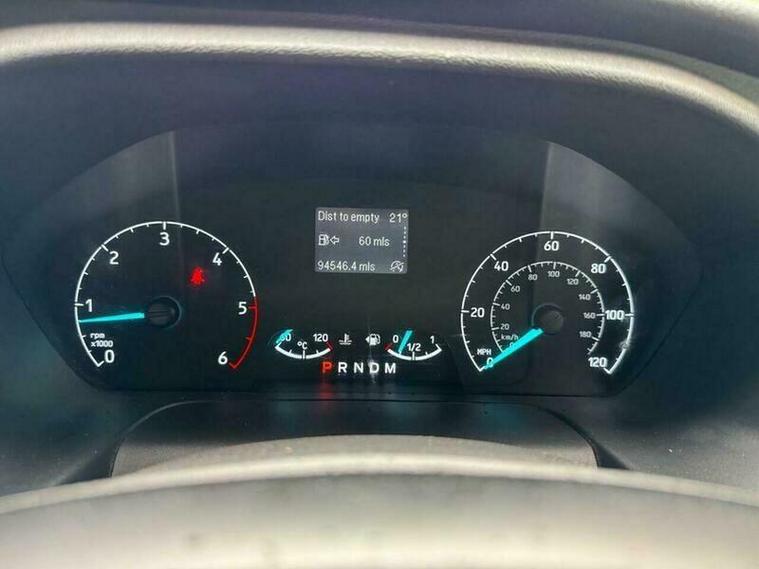 Dist to empty 21°
60 mls
94546.4 mls
0 1 2 3 4 5 6
rpm
x1000
0 20 40 60 80 100 120
MPH
20 40 60 80 100 120 140 160 180
km/h
120
°C
0 1/2 1
P R N D M